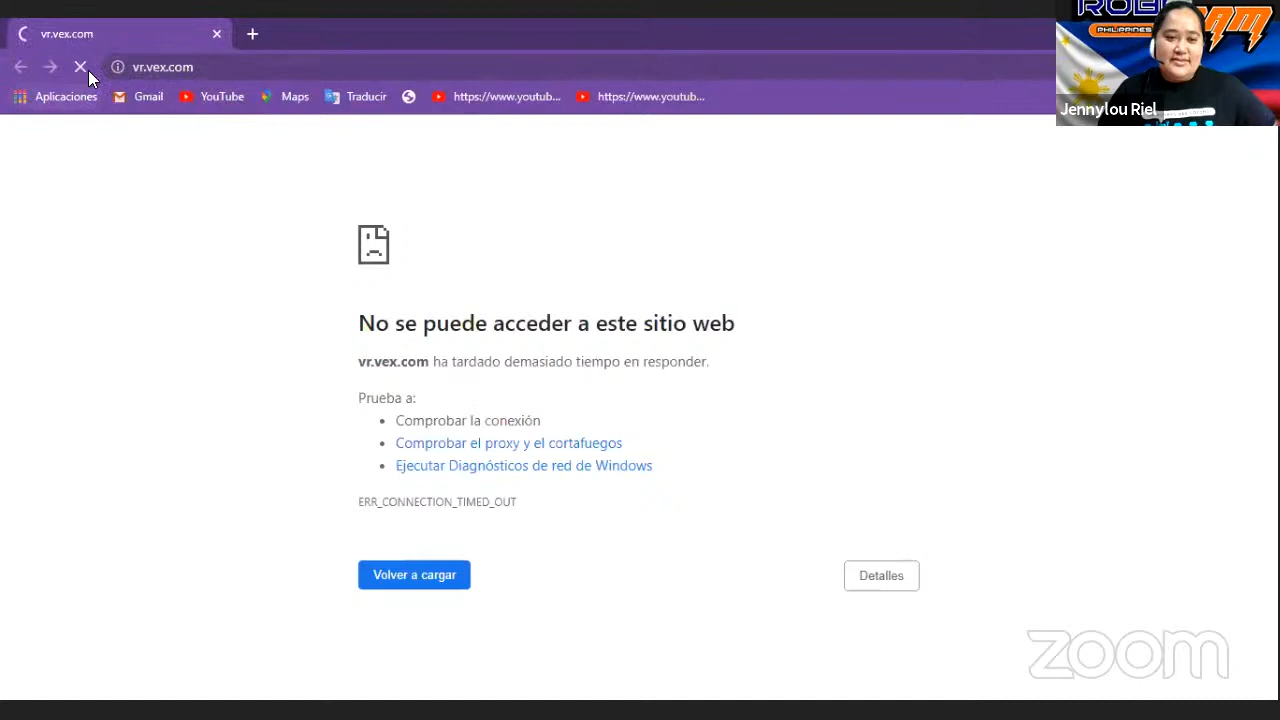 vr.vex.com
vr.vex.com
Aplicaciones Gmail YouTube Maps Traducir https://www.youtub... https://www.youtub...
PHILIPPINES
Jennylou Riel
No se puede acceder a este sitio web
vr.vex.com ha tardado demasiado tiempo en responder.
Prueba a:
Comprobar la conexión
Comprobar el proxy y el cortafuegos
Ejecutar Diagnósticos de red de Windows
ERR_CONNECTION_TIMED_OUT
Volver a cargar
Detalles
zoom